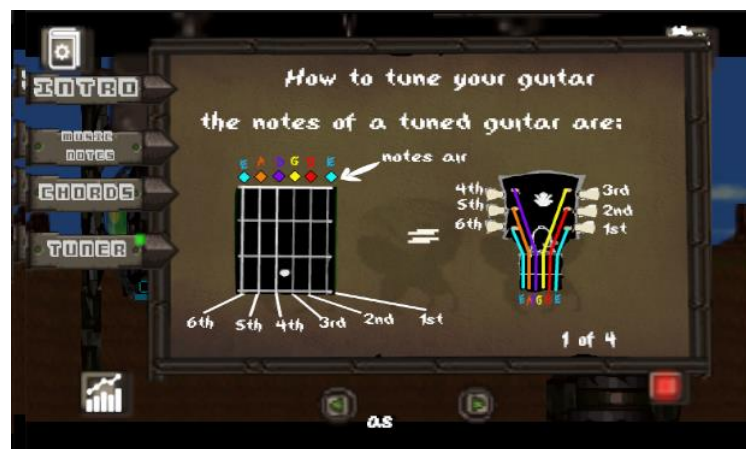 INTRO
MUSIC
NOTES
CHORDS
TUNER
How to tune your guitar
the notes of a tuned guitar are:
E A D G B E
notes air
6th 5th 4th 3rd 2nd 1st
=
4th 3rd
5th 2nd
6th 1st
1 of 4
as